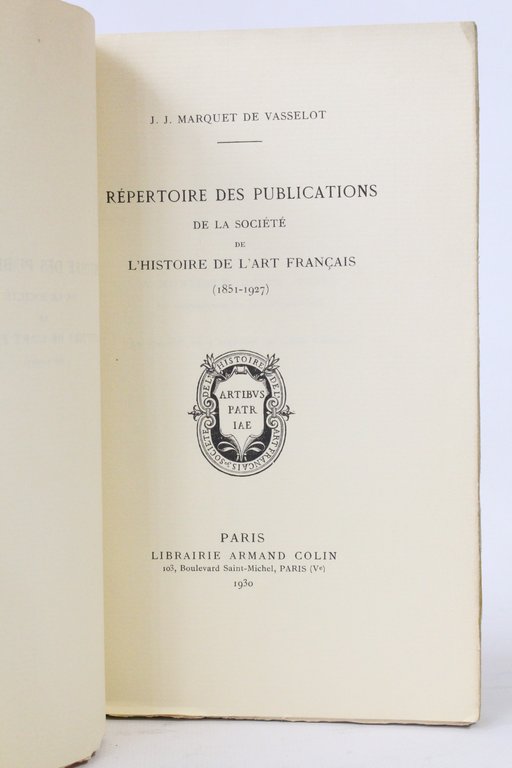 J. J. MARQUET DE VASSELOT
RÉPERTOIRE DES PUBLICATIONS
DE LA SOCIÉTÉ
DE
L'HISTOIRE DE L'ART FRANÇAIS
(1851-1927)
SOCIÉTÉ DE L'HISTOIRE DE L'ART FRANÇAIS
ARTIBVS
PATR
IAE
PARIS
LIBRAIRIE ARMAND COLIN
103, Boulevard Saint-Michel, PARIS (Vᵉ)
1930